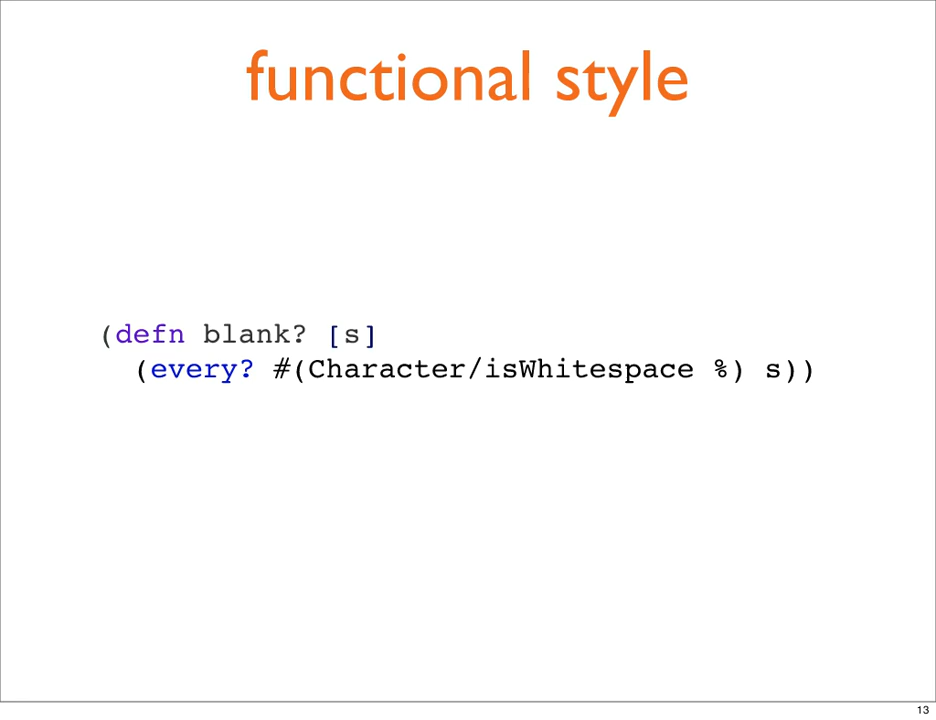 functional style
(defn blank? [s]
  (every? #(Character/isWhitespace %) s))
13